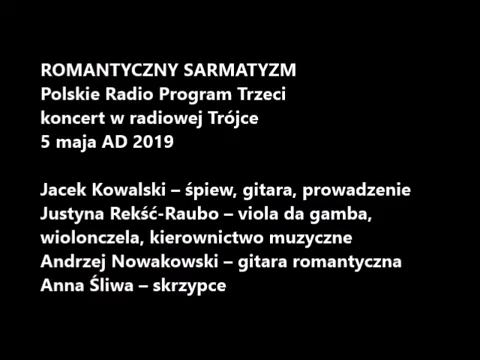 ROMANTYCZNY SARMATYZM
Polskie Radio Program Trzeci
koncert w radiowej Trójce
5 maja AD 2019
Jacek Kowalski – śpiew, gitara, prowadzenie
Justyna Rekść-Raubo – viola da gamba,
wiolonczela, kierownictwo muzyczne
Andrzej Nowakowski – gitara romantyczna
Anna Śliwa – skrzypce